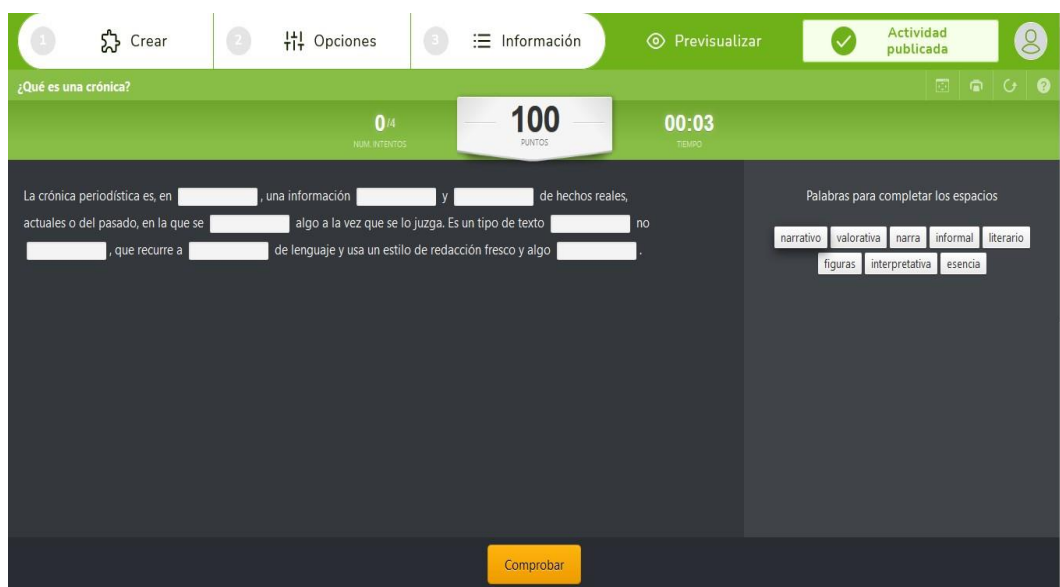 1 Crear 2 Opciones 3 Información Previsualizar Actividad publicada
¿Qué es una crónica?
0/4 100 00:03
NUM. INTENTOS PUNTOS TIEMPO
La crónica periodística es, en , una información y de hechos reales,
actuales o del pasado, en la que se algo a la vez que se lo juzga. Es un tipo de texto no
, que recurre a de lenguaje y usa un estilo de redacción fresco y algo .
Palabras para completar los espacios
narrativo valorativa narra informal literario
figuras interpretativa esencia
Comprobar